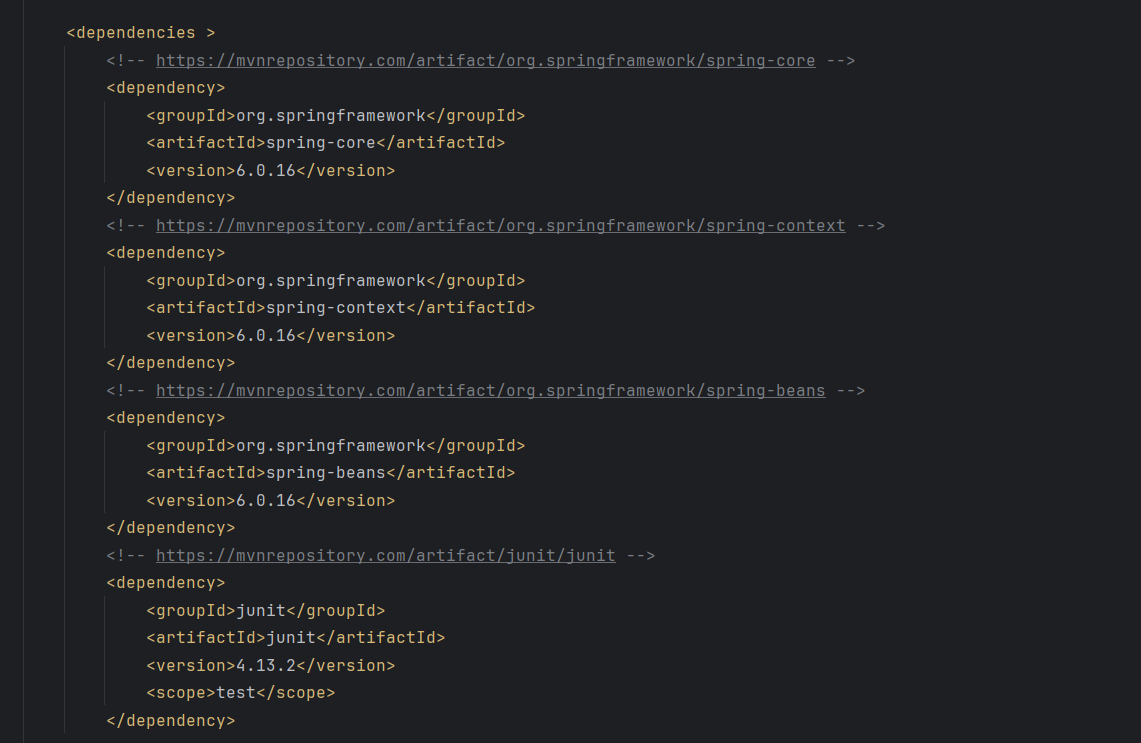 <dependencies >
<!-- https://mvnrepository.com/artifact/org.springframework/spring-core -->
<dependency>
<groupId>org.springframework</groupId>
<artifactId>spring-core</artifactId>
<version>6.0.16</version>
</dependency>
<!-- https://mvnrepository.com/artifact/org.springframework/spring-context -->
<dependency>
<groupId>org.springframework</groupId>
<artifactId>spring-context</artifactId>
<version>6.0.16</version>
</dependency>
<!-- https://mvnrepository.com/artifact/org.springframework/spring-beans -->
<dependency>
<groupId>org.springframework</groupId>
<artifactId>spring-beans</artifactId>
<version>6.0.16</version>
</dependency>
<!-- https://mvnrepository.com/artifact/junit/junit -->
<dependency>
<groupId>junit</groupId>
<artifactId>junit</artifactId>
<version>4.13.2</version>
<scope>test</scope>
</dependency>